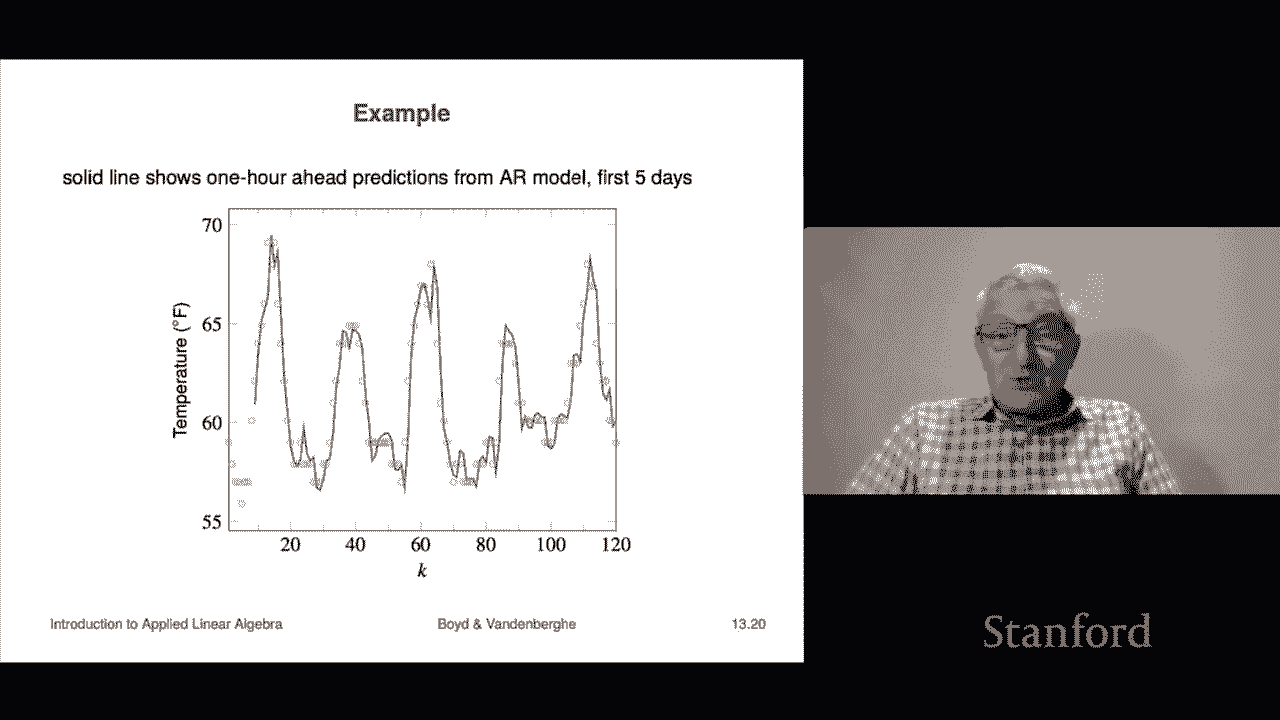 Example
solid line shows one-hour ahead predictions from AR model, first 5 days
70
65
60
55
Temperature (°F)
20 40 60 80 100 120
k
Introduction to Applied Linear Algebra Boyd & Vandenberghe 13.20
Stanford